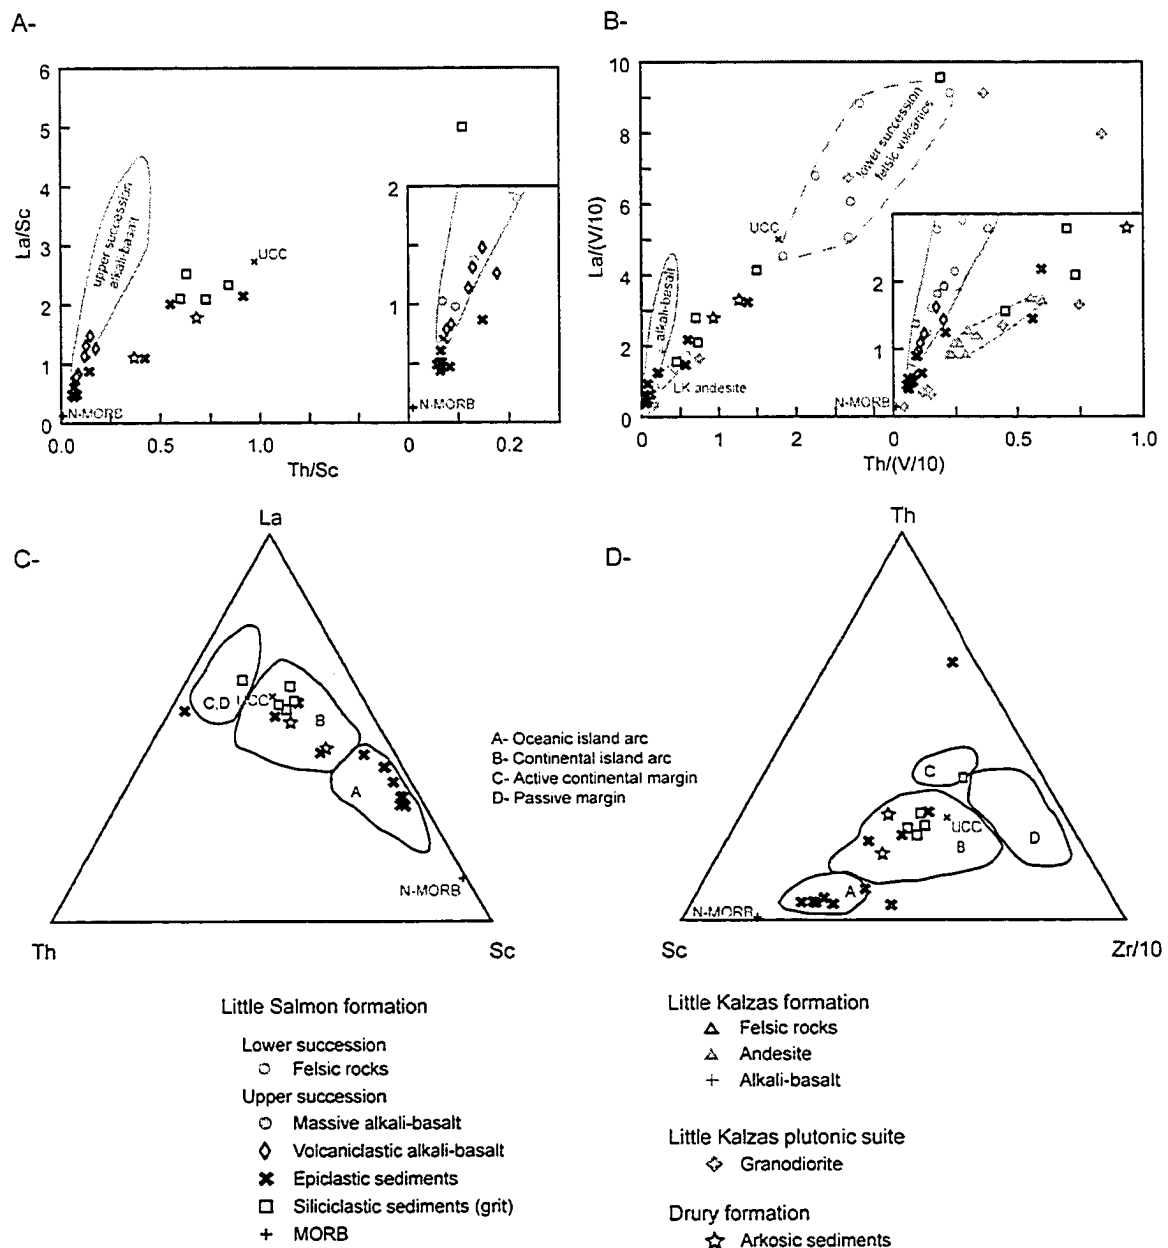 A-
6
5
4
3
2
1
0
La/Sc
upper succession
alkali-basalt
UCC
N-MORB
0.0
0.5
1.0
Th/Sc
2
1
N-MORB
0
0.2
B-
10
8
6
4
2
0
La/(V/10)
lower succession
felsic volcanics
UCC
alkali-basalt
LK andesite
0
1
2
Th/(V/10)
2
1
N-MORB
0
0.5
1.0
C-
La
C,D
UCC
B
A
N-MORB
Th
Sc
A- Oceanic island arc
B- Continental island arc
C- Active continental margin
D- Passive margin
D-
Th
C
UCC
B
D
A
N-MORB
Sc
Zr/10
Little Salmon formation
Lower succession
Felsic rocks
Upper succession
Massive alkali-basalt
Volcaniclastic alkali-basalt
Epiclastic sediments
Siliciclastic sediments (grit)
MORB
Little Kalzas formation
Felsic rocks
Andesite
Alkali-basalt
Little Kalzas plutonic suite
Granodiorite
Drury formation
Arkosic sediments